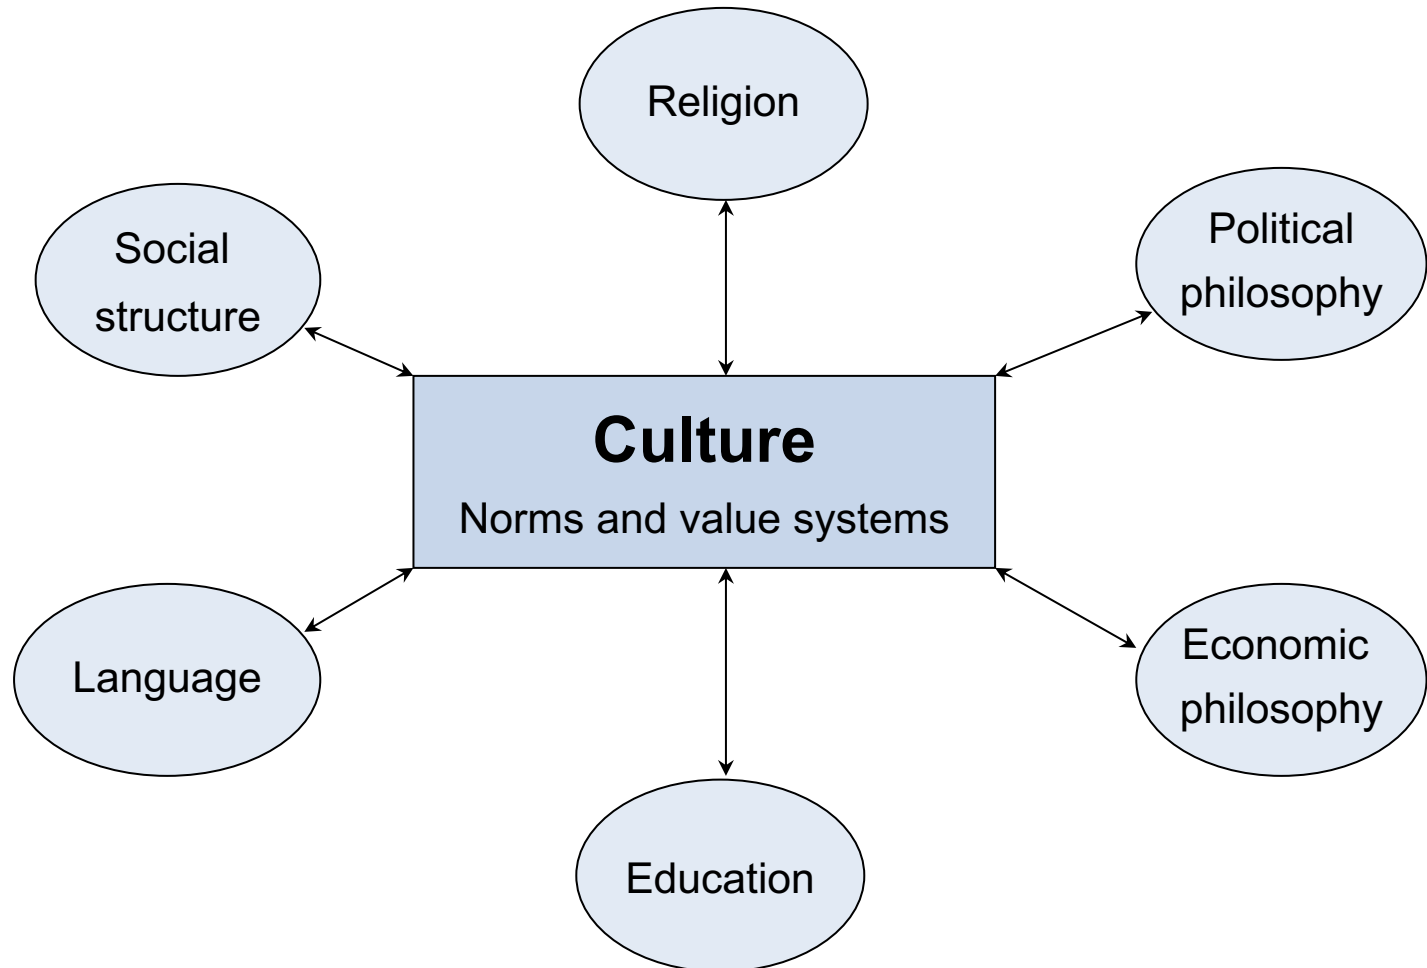 Religion
Social
structure
Political
philosophy
Culture
Norms and value systems
Language
Economic
philosophy
Education